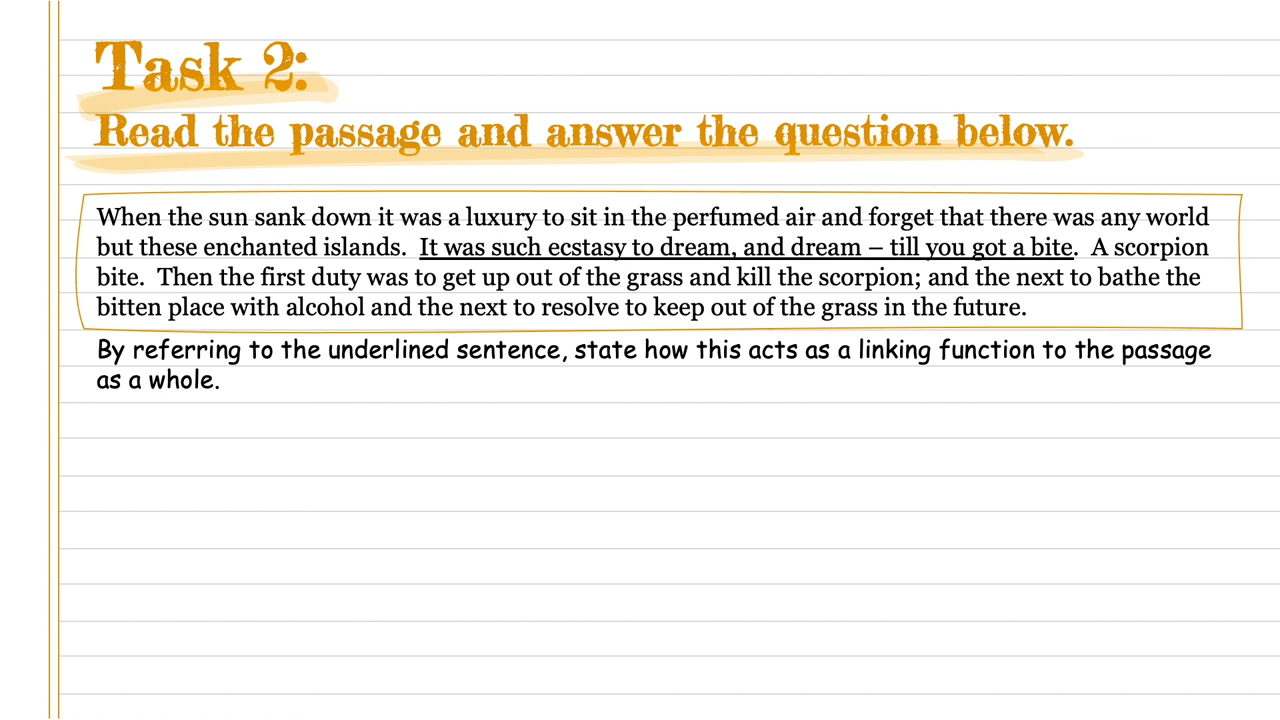 Task 2:
Read the passage and answer the question below.
When the sun sank down it was a luxury to sit in the perfumed air and forget that there was any world
but these enchanted islands.  It was such ecstasy to dream, and dream – till you got a bite.  A scorpion
bite.  Then the first duty was to get up out of the grass and kill the scorpion; and the next to bathe the
bitten place with alcohol and the next to resolve to keep out of the grass in the future.
By referring to the underlined sentence, state how this acts as a linking function to the passage
as a whole.